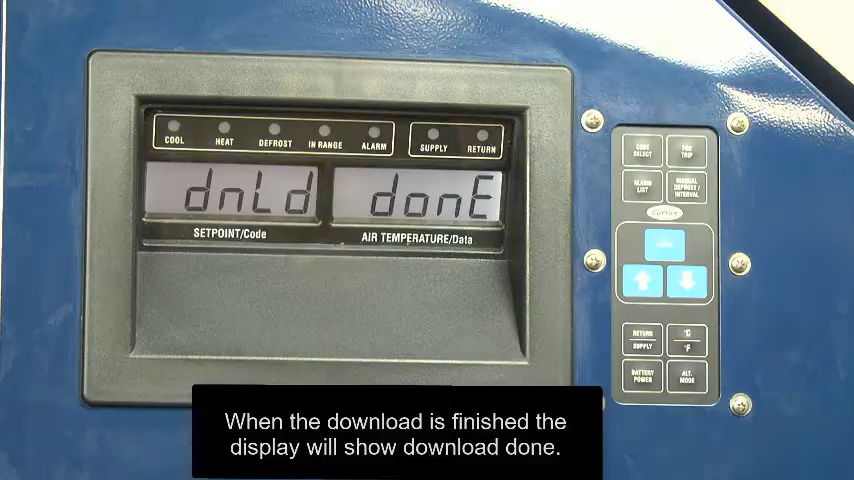 COOL HEAT DEFROST IN RANGE ALARM SUPPLY RETURN
dnLd donE
SETPOINT/Code AIR TEMPERATURE/Data
CODE SELECT
PRE TRIP
ALARM LIST
MANUAL DEFROST / INTERVAL
Carrier
RETURN SUPPLY
°C °F
BATTERY POWER
ALT. MODE
When the download is finished the
display will show download done.